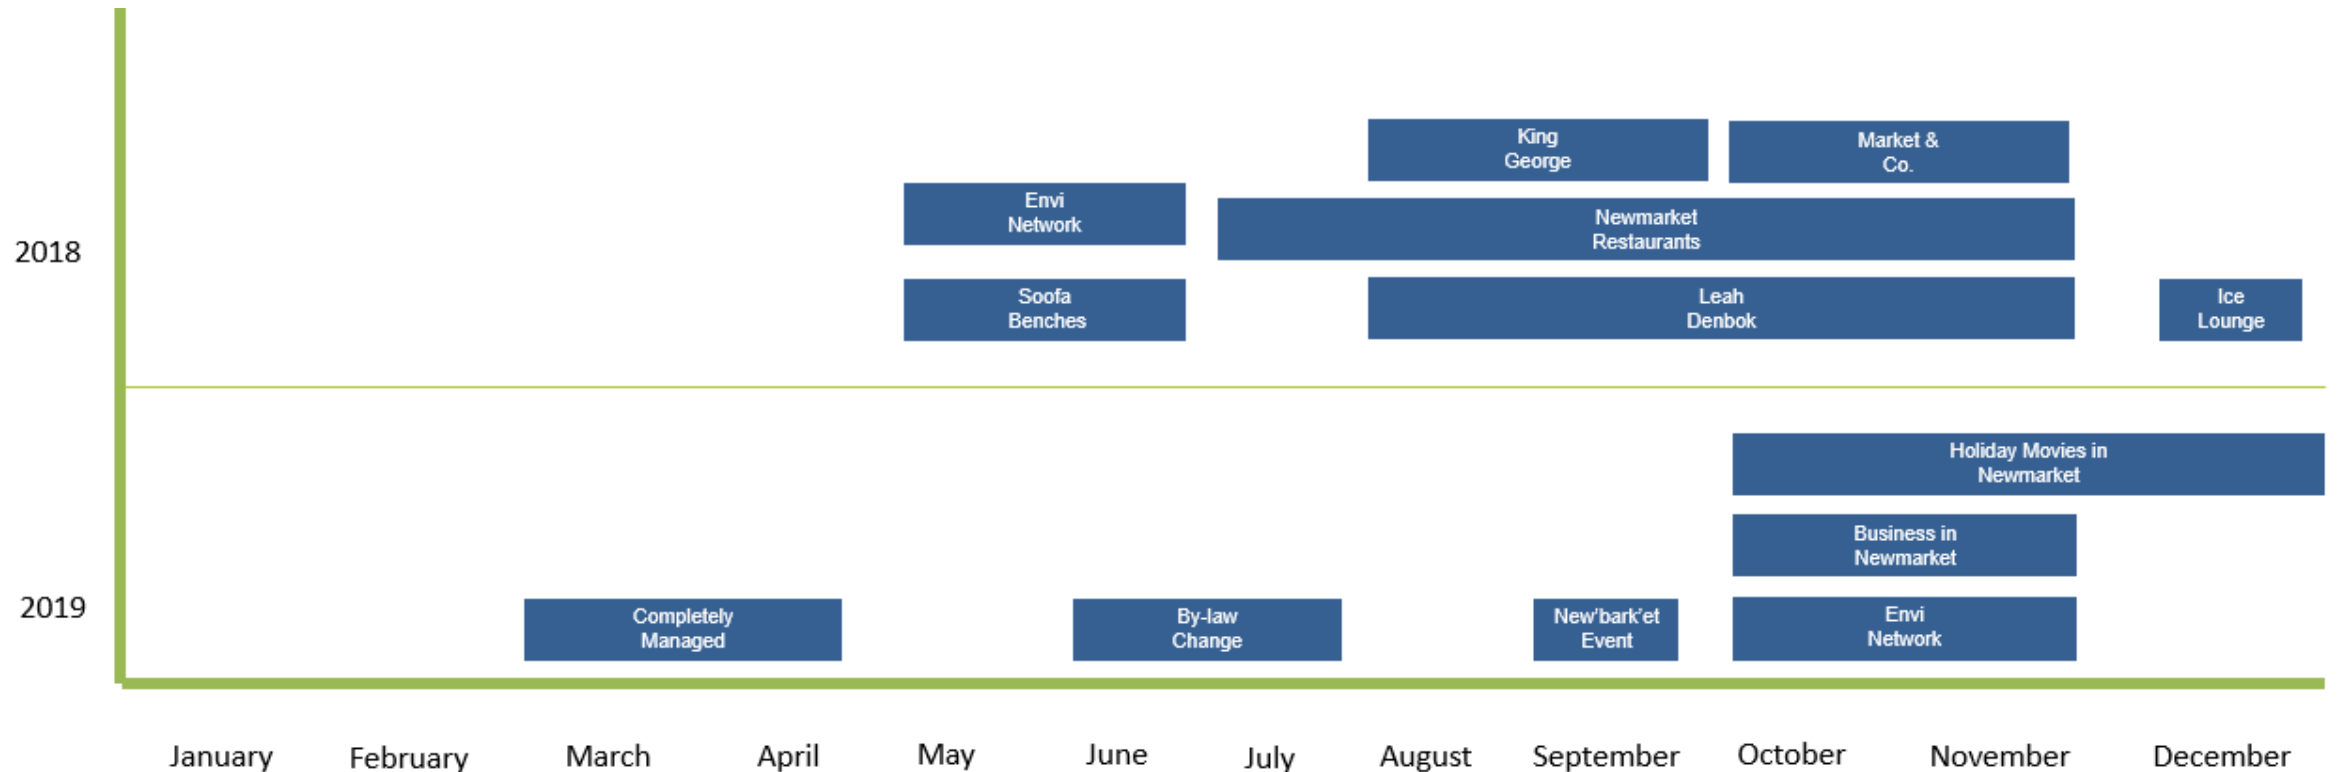 King
George
Market &
Co.
Envi
Network
Newmarket
Restaurants
2018
Soofa
Benches
Leah
Denbok
Ice
Lounge
Holiday Movies in
Newmarket
Business in
Newmarket
2019
Completely
Managed
By-law
Change
New’bark’et
Event
Envi
Network
January February March April May June July August September October November December